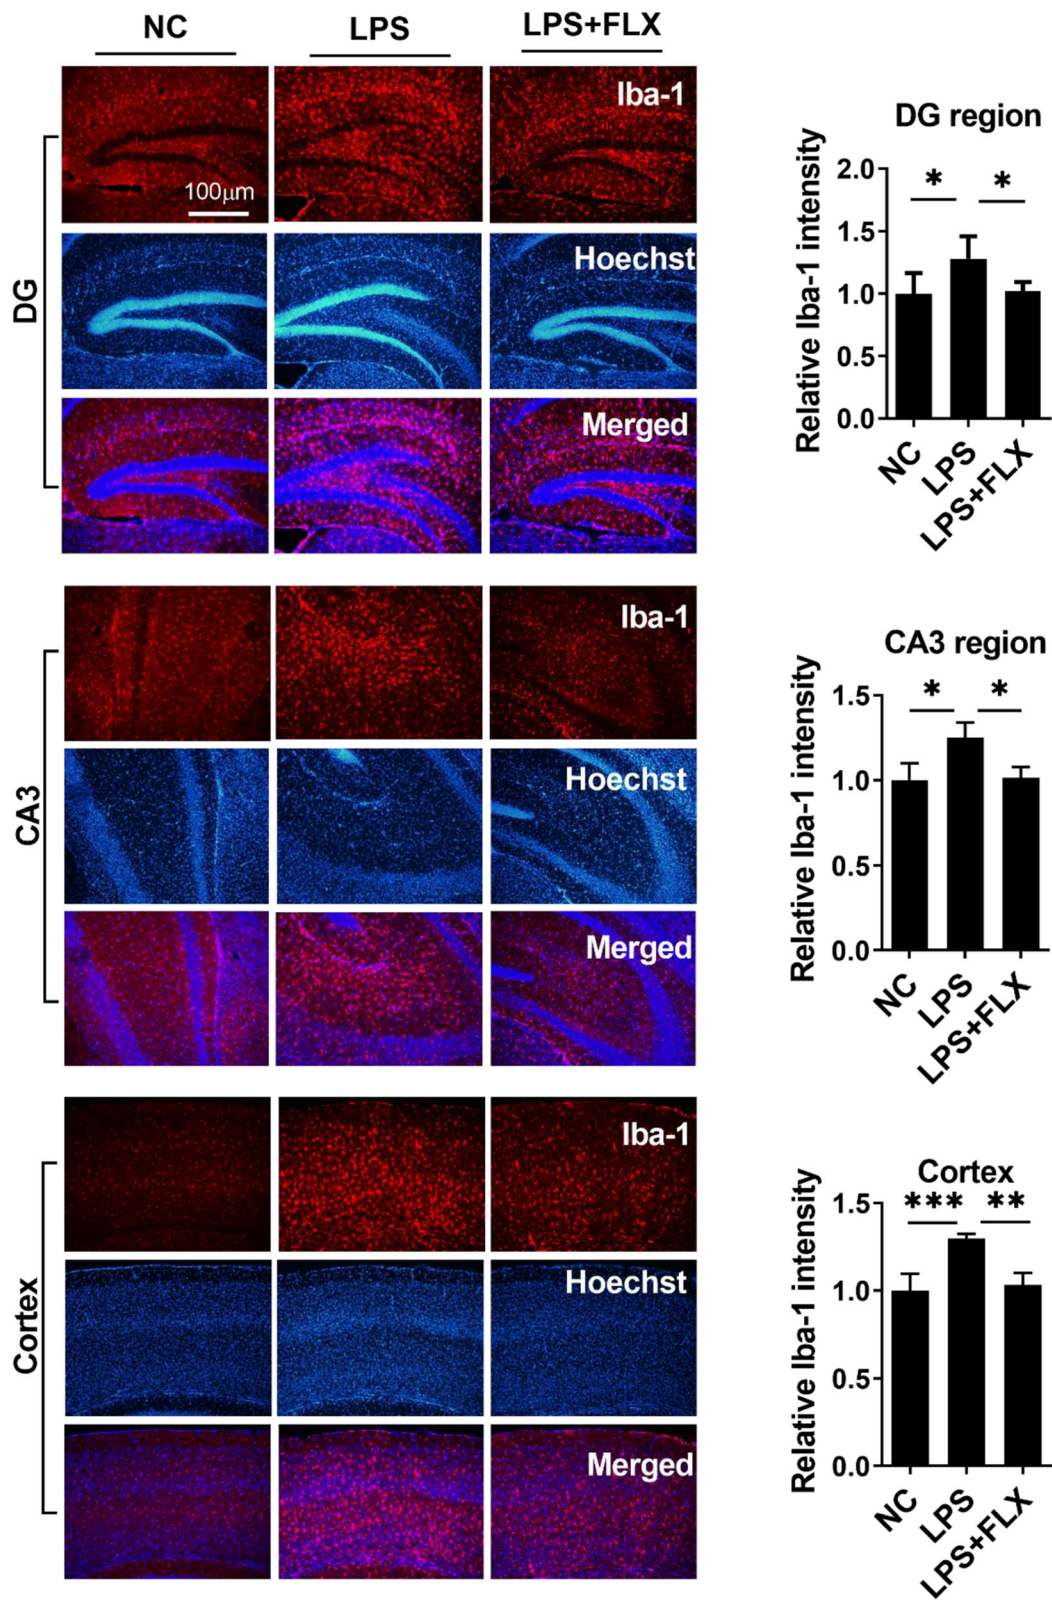 NC LPS LPS+FLX
DG
Iba-1
100μm
Hoechst
Merged
DG region
Relative Iba-1 intensity
2.0
1.5
1.0
0.5
0.0
* *
NC LPS LPS+FLX
CA3
Iba-1
Hoechst
Merged
CA3 region
Relative Iba-1 intensity
1.5
1.0
0.5
0.0
* *
NC LPS LPS+FLX
Cortex
Iba-1
Hoechst
Merged
Cortex
Relative Iba-1 intensity
1.5
1.0
0.5
0.0
*** **
NC LPS LPS+FLX